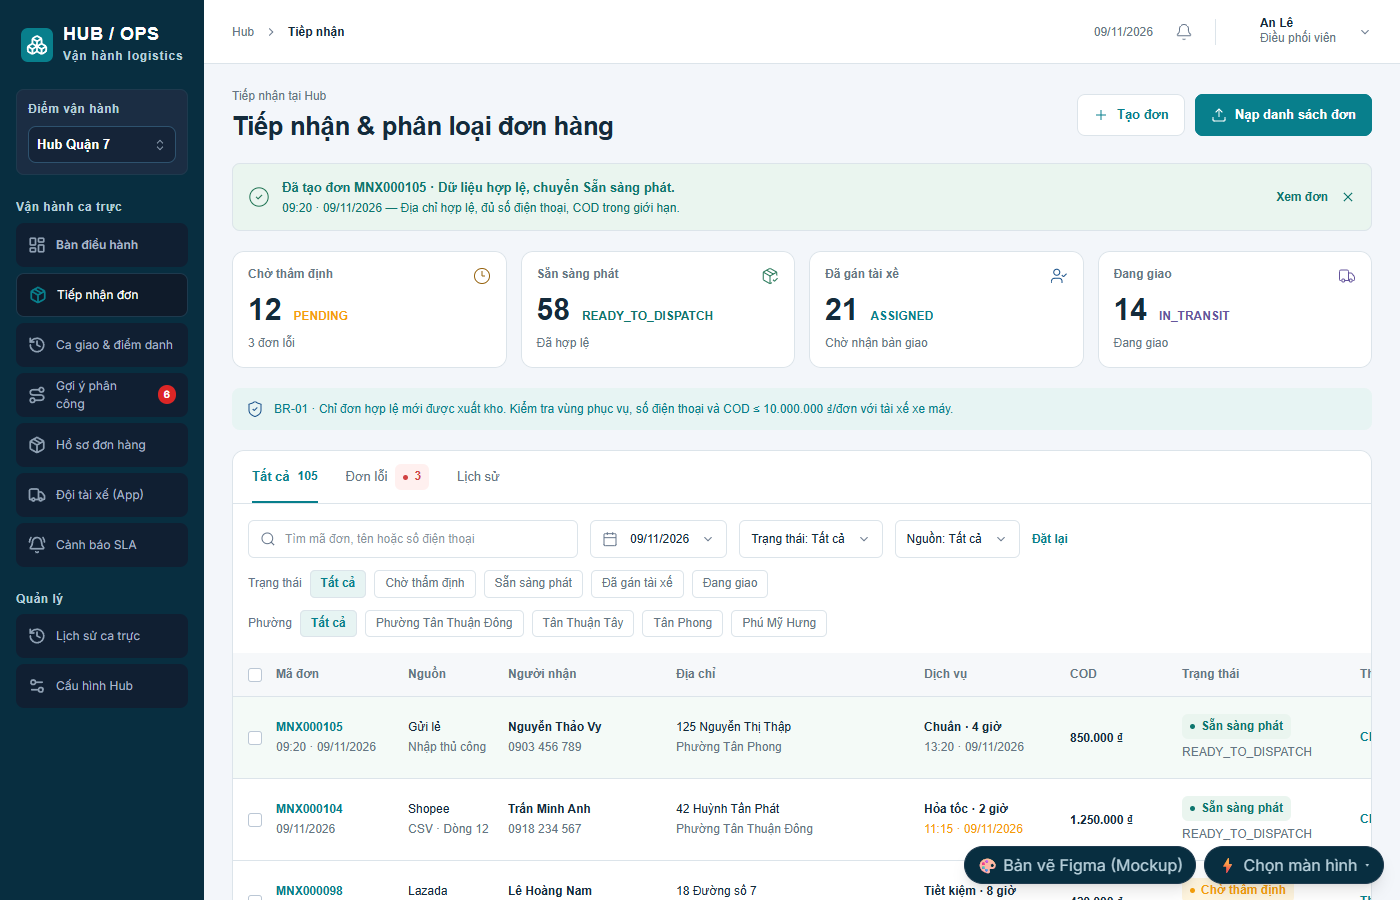 HUB / OPS
Vận hành logistics
Điểm vận hành
Hub Quận 7
Vận hành ca trực
Bàn điều hành
Tiếp nhận đơn
Ca giao & điểm danh
Gợi ý phân công
6
Hồ sơ đơn hàng
Đội tài xế (App)
Cảnh báo SLA
Quản lý
Lịch sử ca trực
Cấu hình Hub
Hub > Tiếp nhận
09/11/2026
An Lê
Điều phối viên
Tiếp nhận tại Hub
Tiếp nhận & phân loại đơn hàng
Tạo đơn
Nạp danh sách đơn
Đã tạo đơn MNX000105 · Dữ liệu hợp lệ, chuyển Sẵn sàng phát.
09:20 · 09/11/2026 — Địa chỉ hợp lệ, đủ số điện thoại, COD trong giới hạn.
Xem đơn
Chờ thẩm định
12 PENDING
3 đơn lỗi
Sẵn sàng phát
58 READY_TO_DISPATCH
Đã hợp lệ
Đã gán tài xế
21 ASSIGNED
Chờ nhận bàn giao
Đang giao
14 IN_TRANSIT
Đang giao
BR-01 · Chỉ đơn hợp lệ mới được xuất kho. Kiểm tra vùng phục vụ, số điện thoại và COD ≤ 10.000.000 ₫/đơn với tài xế xe máy.
Tất cả 105 Đơn lỗi • 3 Lịch sử
Tìm mã đơn, tên hoặc số điện thoại
09/11/2026
Trạng thái: Tất cả
Nguồn: Tất cả
Đặt lại
Trạng thái Tất cả Chờ thẩm định Sẵn sàng phát Đã gán tài xế Đang giao
Phường Tất cả Phường Tân Thuận Đông Tân Thuận Tây Tân Phong Phú Mỹ Hưng
Mã đơn Nguồn Người nhận Địa chỉ Dịch vụ COD Trạng thái
MNX000105 Gửi lẻ Nguyễn Thảo Vy 125 Nguyễn Thị Thập Chuẩn · 4 giờ 850.000 ₫ • Sẵn sàng phát
09:20 · 09/11/2026 Nhập thủ công 0903 456 789 Phường Tân Phong 13:20 · 09/11/2026 READY_TO_DISPATCH
MNX000104 Shopee Trần Minh Anh 42 Huỳnh Tấn Phát Hỏa tốc · 2 giờ 1.250.000 ₫ • Sẵn sàng phát
09/11/2026 CSV · Dòng 12 0918 234 567 Phường Tân Thuận Đông 11:15 · 09/11/2026 READY_TO_DISPATCH
MNX000098 Lazada Lê Hoàng Nam 18 Đường số 7 Tiết kiệm · 8 giờ • Chờ thẩm định
🎨 Bản vẽ Figma (Mockup)
⚡ Chọn màn hình ·